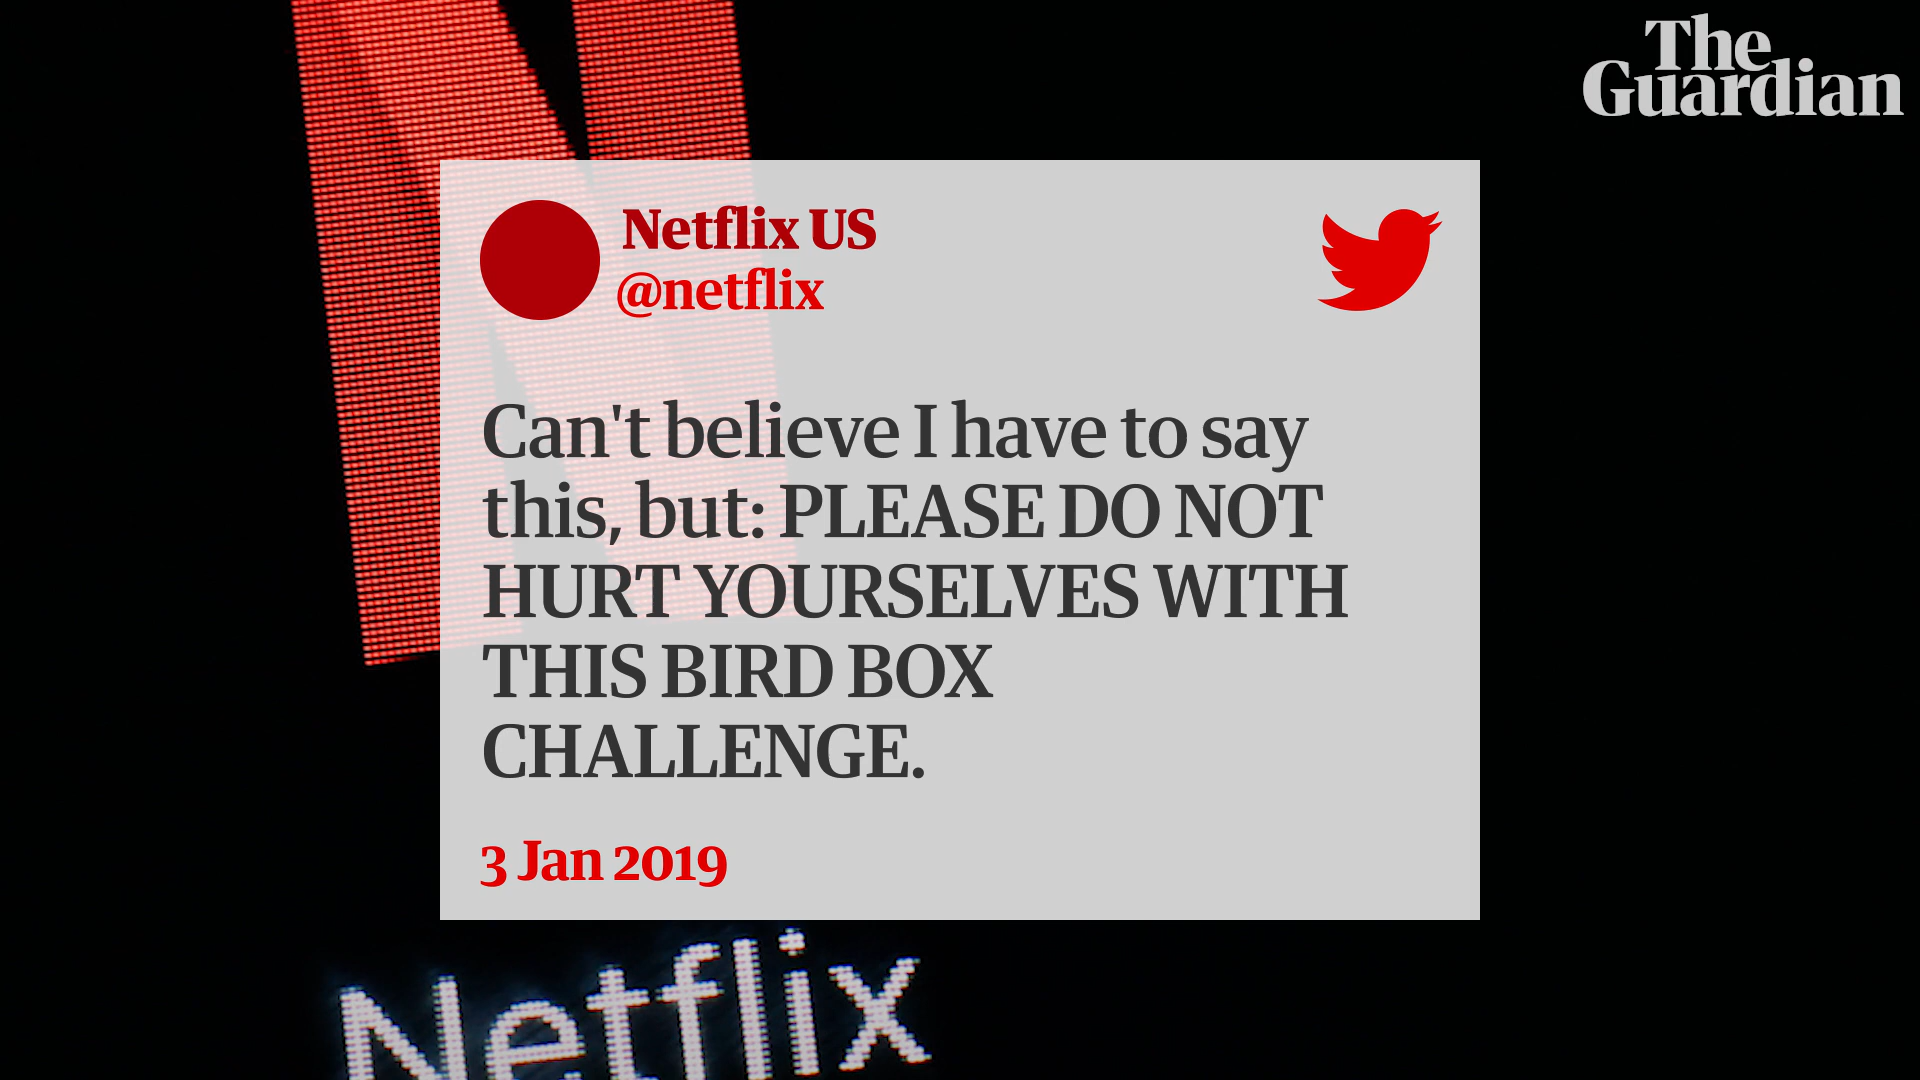 The
Guardian
Netflix US
@netflix
Can't believe I have to say
this, but: PLEASE DO NOT
HURT YOURSELVES WITH
THIS BIRD BOX
CHALLENGE.
3 Jan 2019
Netflix